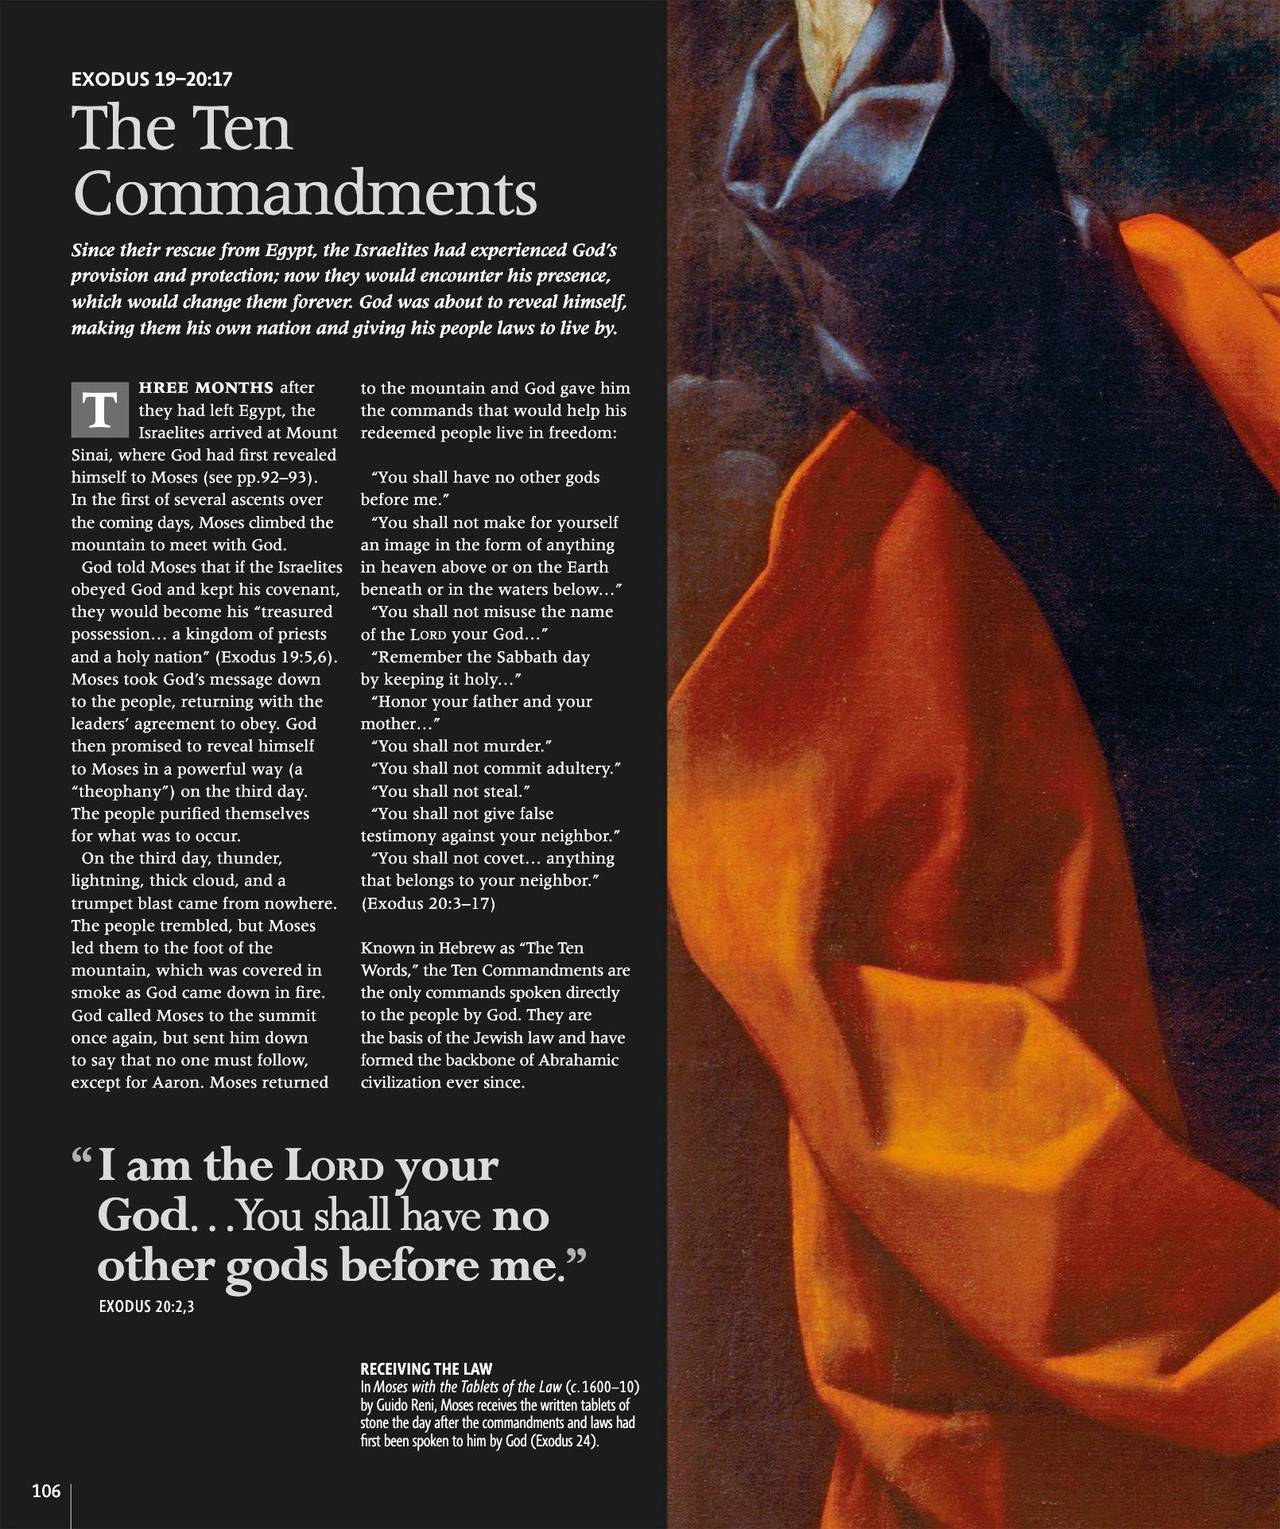 EXODUS 19–20:17
The Ten
Commandments
Since their rescue from Egypt, the Israelites had experienced God’s
provision and protection; now they would encounter his presence,
which would change them forever. God was about to reveal himself,
making them his own nation and giving his people laws to live by.
THREE MONTHS after
they had left Egypt, the
Israelites arrived at Mount
Sinai, where God had first revealed
himself to Moses (see pp.92–93).
In the first of several ascents over
the coming days, Moses climbed the
mountain to meet with God.
God told Moses that if the Israelites
obeyed God and kept his covenant,
they would become his “treasured
possession... a kingdom of priests
and a holy nation” (Exodus 19:5,6).
Moses took God’s message down
to the people, returning with the
leaders’ agreement to obey. God
then promised to reveal himself
to Moses in a powerful way (a
“theophany”) on the third day.
The people purified themselves
for what was to occur.
On the third day, thunder,
lightning, thick cloud, and a
trumpet blast came from nowhere.
The people trembled, but Moses
led them to the foot of the
mountain, which was covered in
smoke as God came down in fire.
God called Moses to the summit
once again, but sent him down
to say that no one must follow,
except for Aaron. Moses returned
to the mountain and God gave him
the commands that would help his
redeemed people live in freedom:
“You shall have no other gods
before me.”
“You shall not make for yourself
an image in the form of anything
in heaven above or on the Earth
beneath or in the waters below...”
“You shall not misuse the name
of the LORD your God...”
“Remember the Sabbath day
by keeping it holy...”
“Honor your father and your
mother...”
“You shall not murder.”
“You shall not commit adultery.”
“You shall not steal.”
“You shall not give false
testimony against your neighbor.”
“You shall not covet... anything
that belongs to your neighbor.”
(Exodus 20:3–17)
Known in Hebrew as “The Ten
Words,” the Ten Commandments are
the only commands spoken directly
to the people by God. They are
the basis of the Jewish law and have
formed the backbone of Abrahamic
civilization ever since.
“I am the LORD your
God...You shall have no
other gods before me.”
EXODUS 20:2,3
RECEIVING THE LAW
In Moses with the Tablets of the Law (c.1600–10)
by Guido Reni, Moses receives the written tablets of
stone the day after the commandments and laws had
first been spoken to him by God (Exodus 24).
106